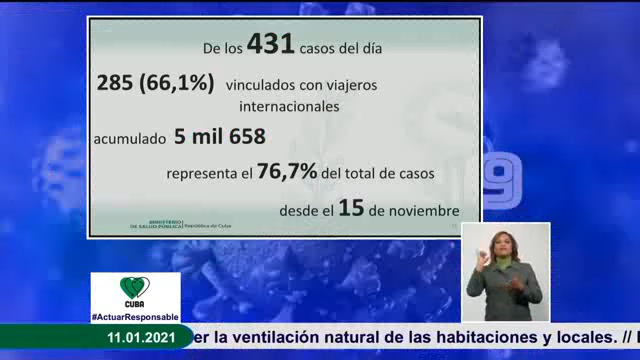 De los 431 casos del día
285 (66,1%) vinculados con viajeros
internacionales
acumulado 5 mil 658
representa el 76,7% del total de casos
desde el 15 de noviembre
MINISTERIO
DE SALUD PÚBLICA República de Cuba
9
CUBA
#ActuarResponsable
11.01.2021 er la ventilación natural de las habitaciones y locales. //